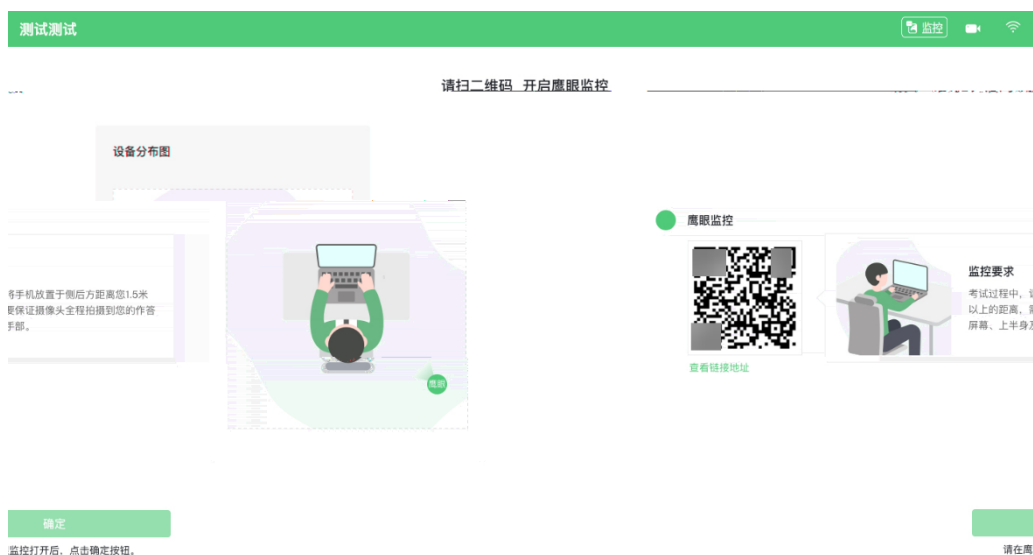 测试测试
监控
请扫二维码 开启鹰眼监控
设备分布图
鹰眼监控
监控要求
将手机放置于侧后方距离您1.5米
要保证摄像头全程拍摄到您的作答
手部。
考试过程中，
以上的距离，
屏幕、上半身及
鹰眼
查看链接地址
确定
监控打开后，点击确定按钮。
请在鹰